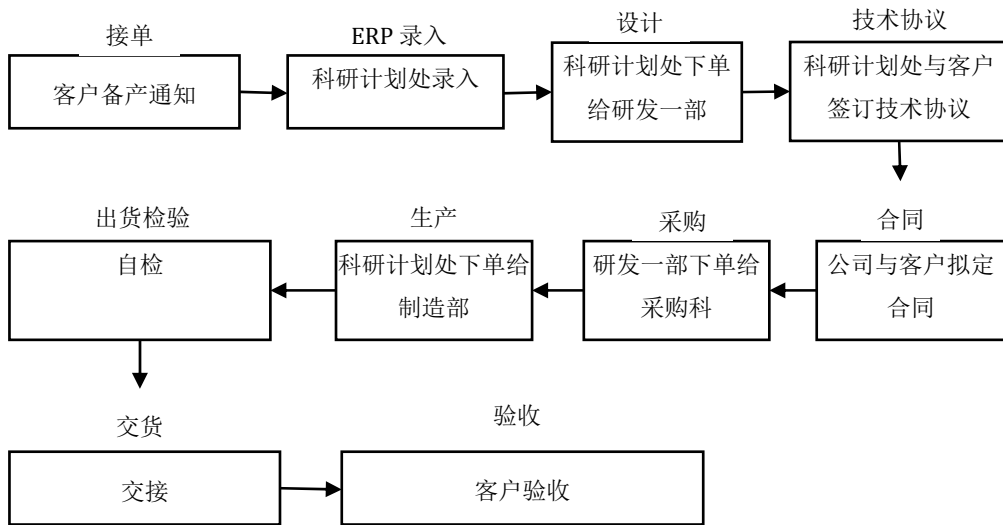 接单
客户备产通知
ERP 录入
科研计划处录入
设计
科研计划处下单
给研发一部
技术协议
科研计划处与客户
签订技术协议
合同
公司与客户拟定
合同
采购
研发一部下单给
采购科
生产
科研计划处下单给
制造部
出货检验
自检
交货
交接
验收
客户验收